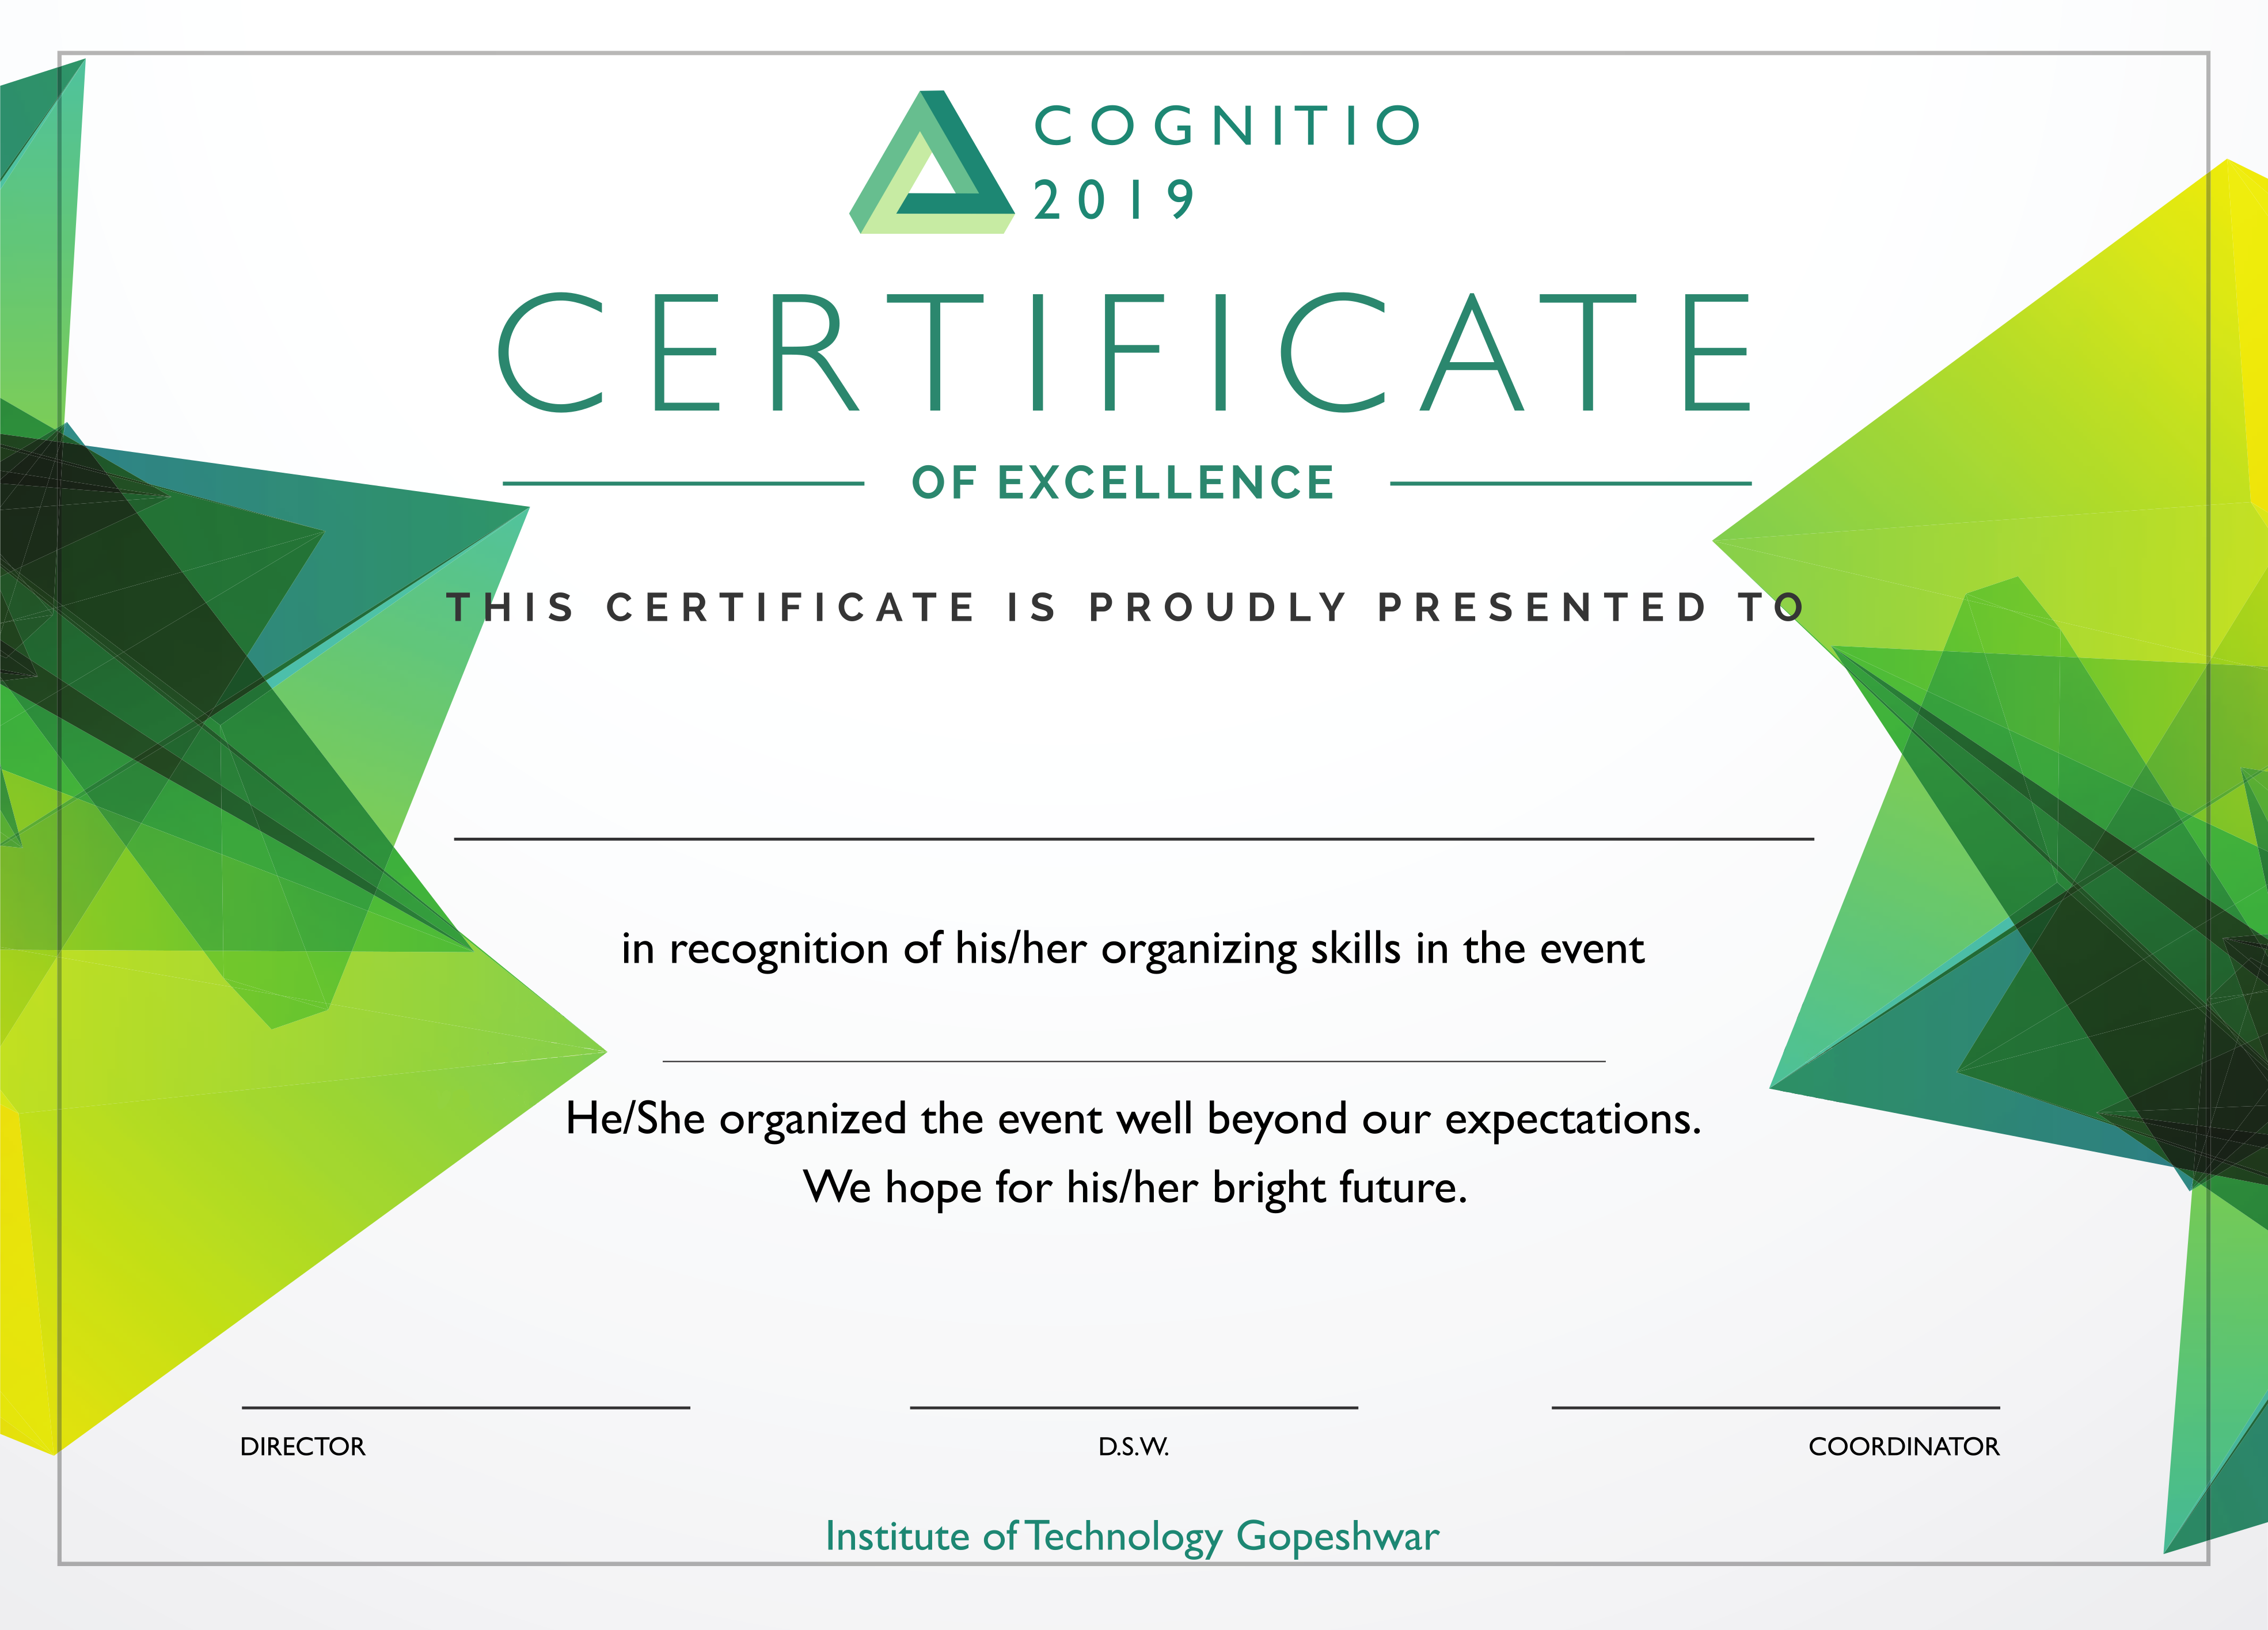 COGNITIO
2019
CERTIFICATE
OF EXCELLENCE
THIS CERTIFICATE IS PROUDLY PRESENTED TO
in recognition of his/her organizing skills in the event
He/She organized the event well beyond our expectations.
We hope for his/her bright future.
DIRECTOR
D.S.W.
COORDINATOR
Institute of Technology Gopeshwar